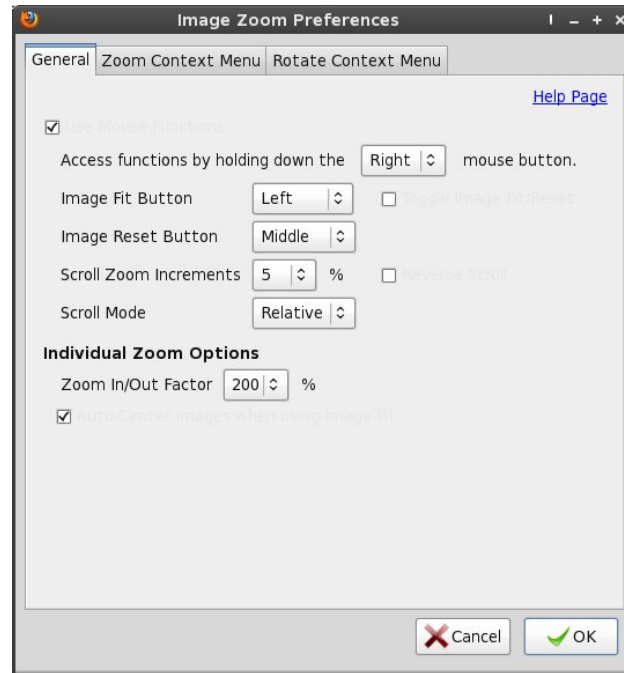 Image Zoom Preferences
General Zoom Context Menu Rotate Context Menu
Help Page
Use Mouse Functions
Access functions by holding down the Right mouse button.
Image Fit Button Left Toggle Image Fit/Reset
Image Reset Button Middle
Scroll Zoom Increments 5 % Reverse Scroll
Scroll Mode Relative
Individual Zoom Options
Zoom In/Out Factor 200 %
Auto Center Images when using Image Fit
Cancel OK